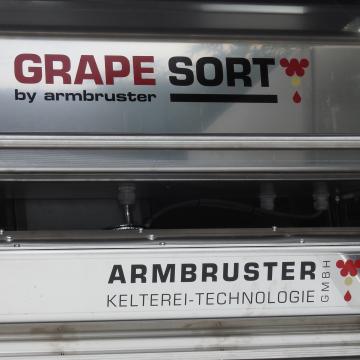 GRAPE SORT
by armbruster
ARMBRUSTER
KELTEREI-TECHNOLOGIE
GMBH